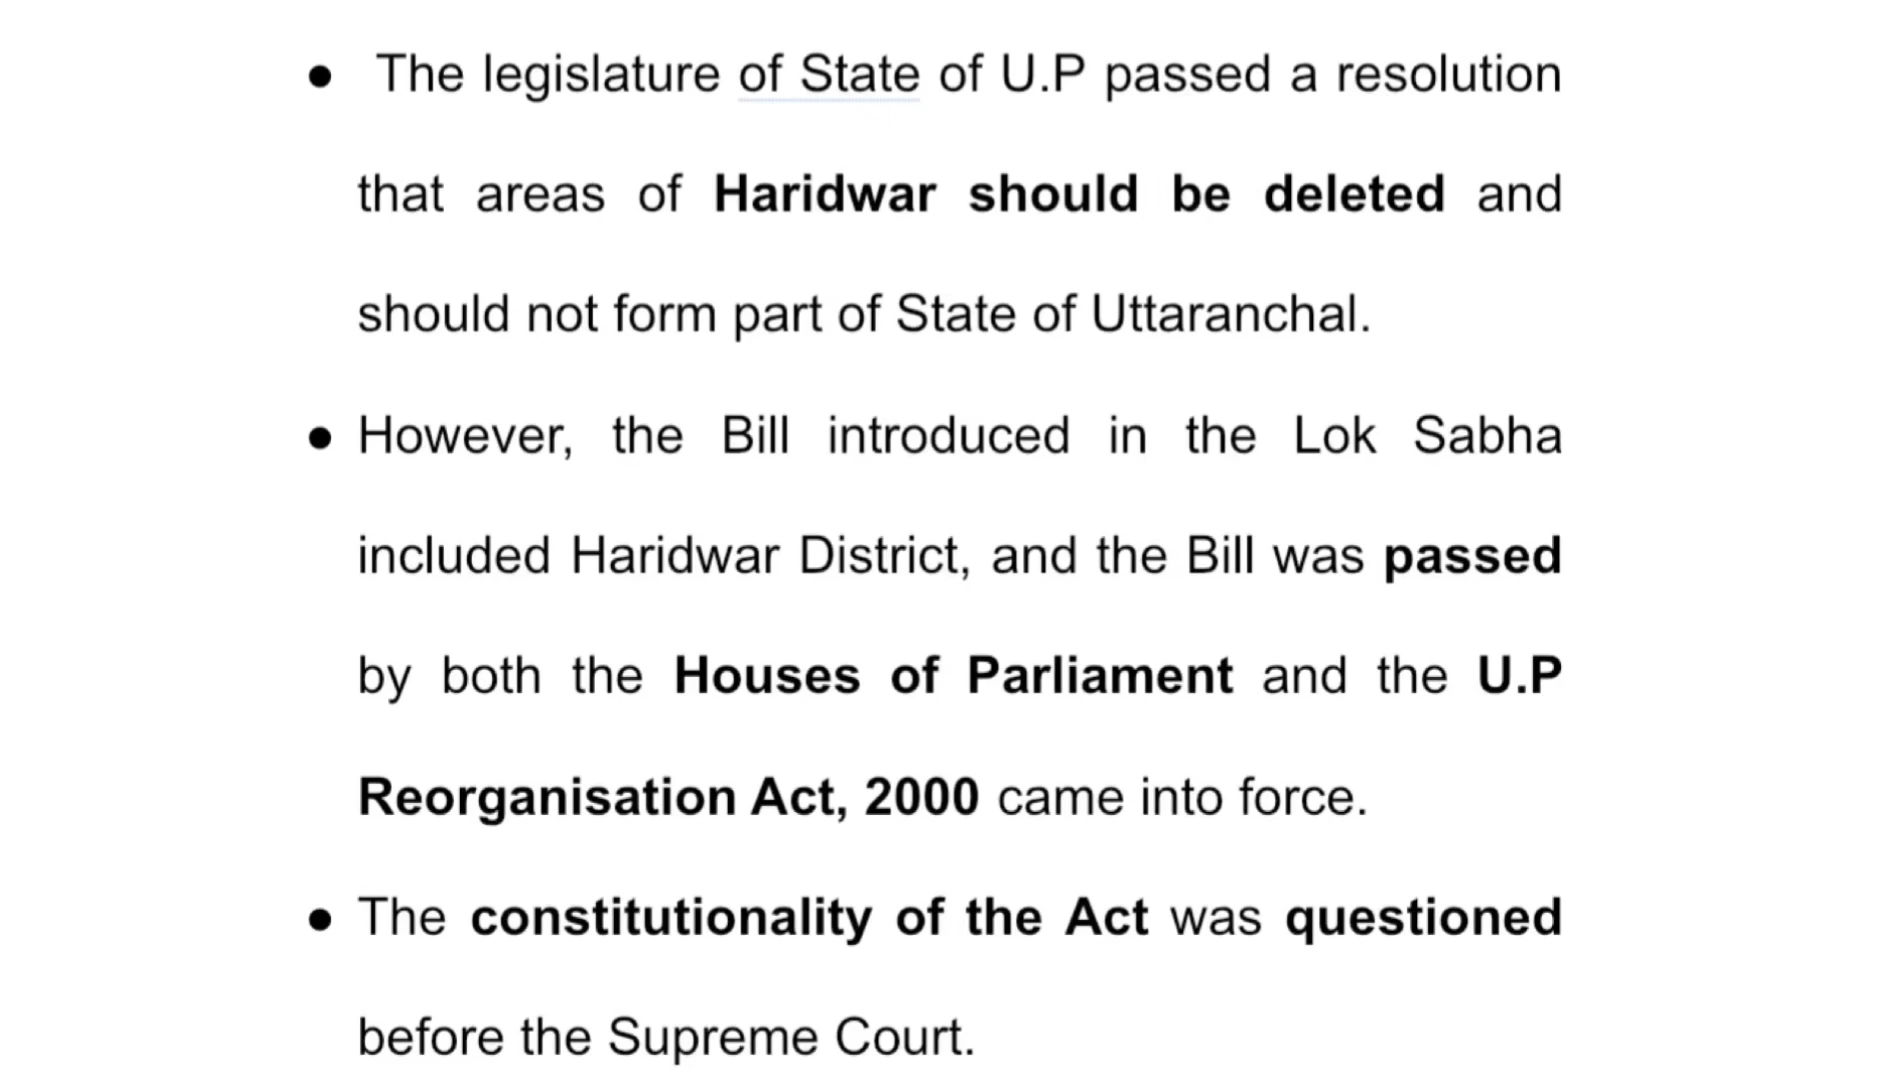 ● The legislature of State of U.P passed a resolution
that areas of Haridwar should be deleted and
should not form part of State of Uttaranchal.
● However, the Bill introduced in the Lok Sabha
included Haridwar District, and the Bill was passed
by both the Houses of Parliament and the U.P
Reorganisation Act, 2000 came into force.
● The constitutionality of the Act was questioned
before the Supreme Court.